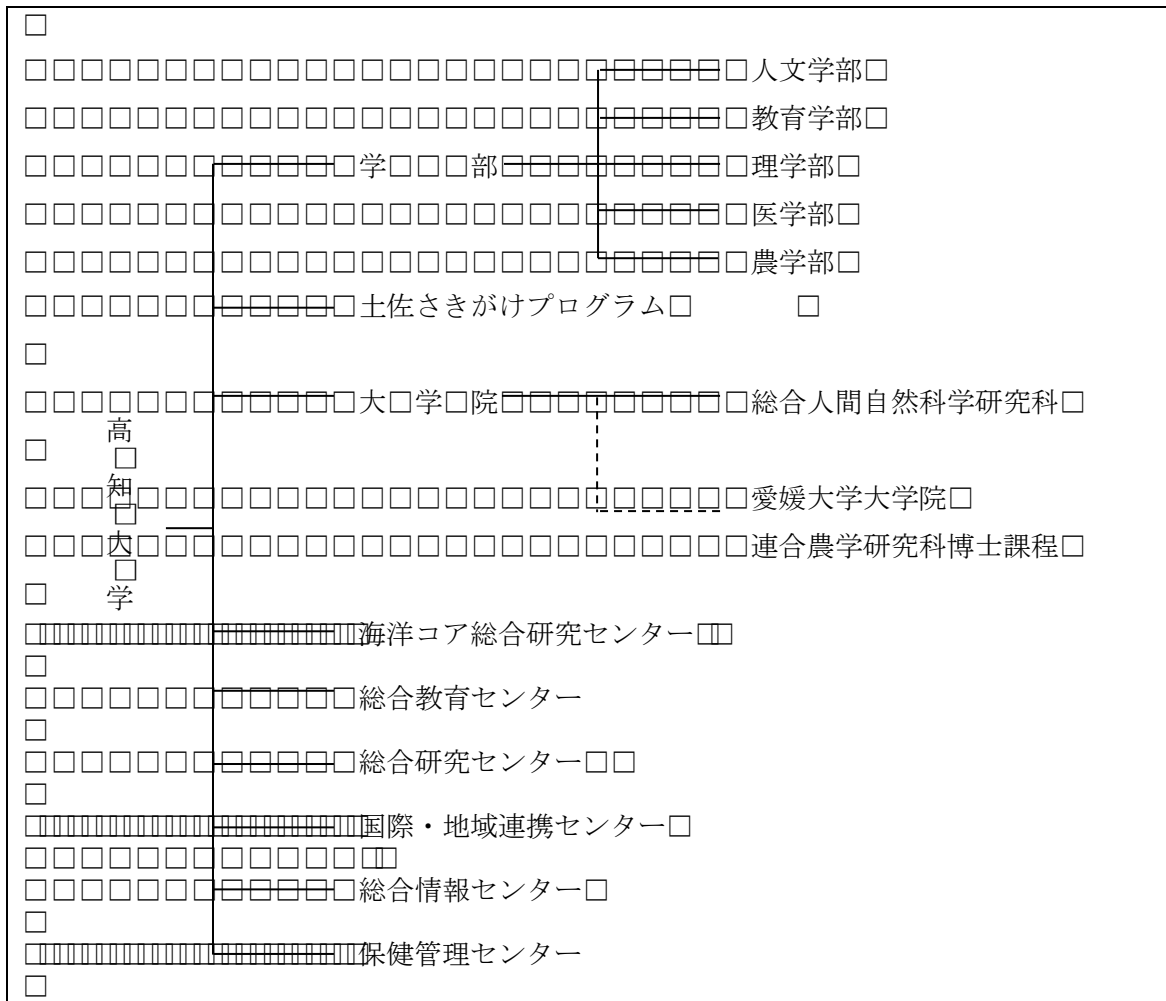 人文学部
教育学部
学部 理学部
医学部
農学部
土佐さきがけプログラム
大学院 総合人間自然科学研究科
高知大学
愛媛大学大学院
連合農学研究科博士課程
海洋コア総合研究センター
総合教育センター
総合研究センター
国際・地域連携センター
総合情報センター
保健管理センター